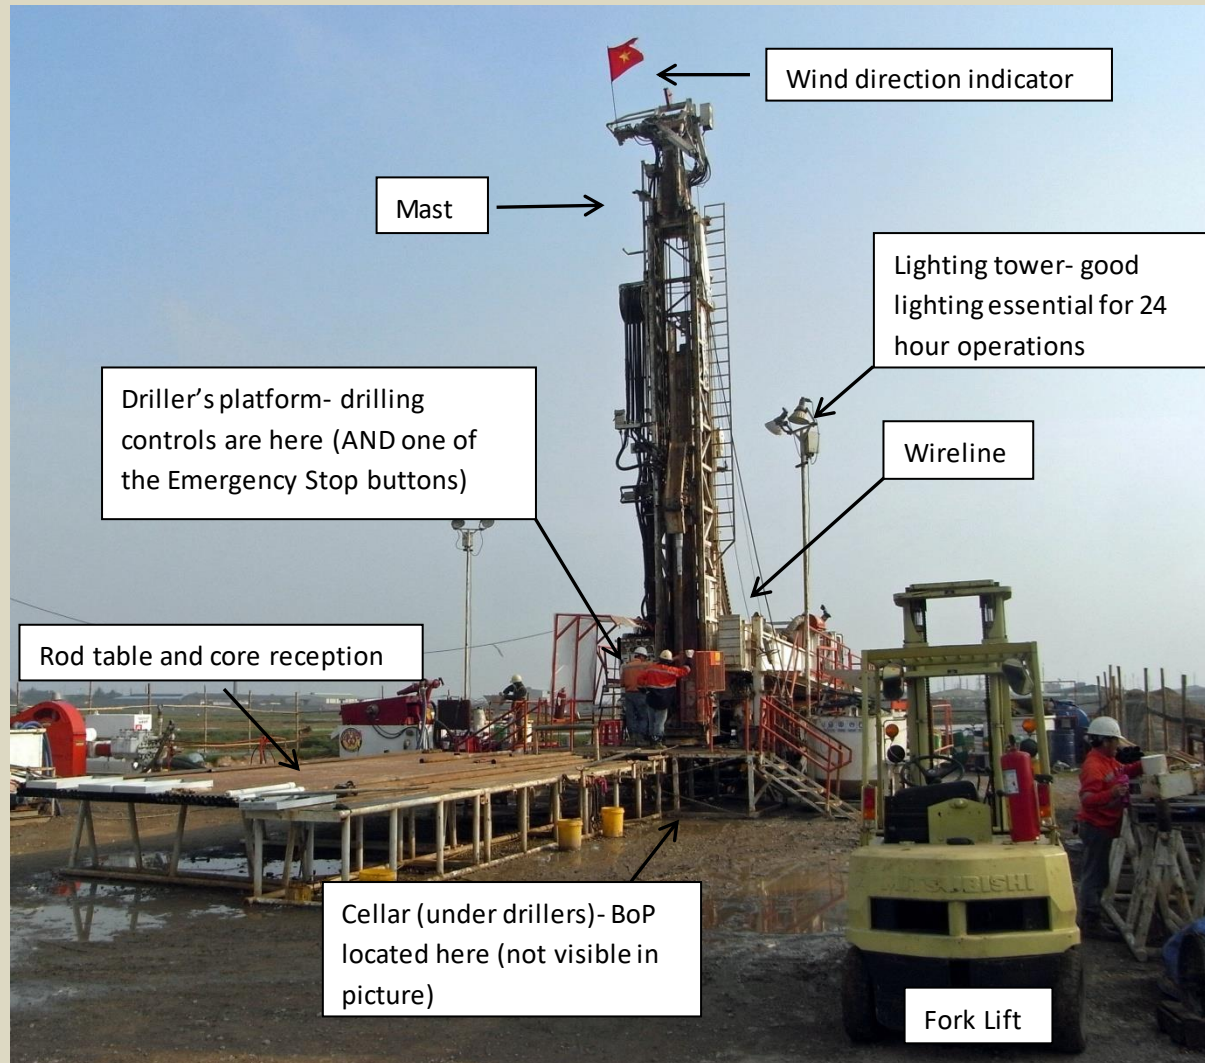 Wind direction indicator
Mast
Lighting tower- good
lighting essential for 24
hour operations
Driller’s platform- drilling
controls are here (AND one of
the Emergency Stop buttons)
Wireline
Rod table and core reception
MITSUBISHI
Cellar (under drillers)- BoP
located here (not visible in
picture)
Fork Lift